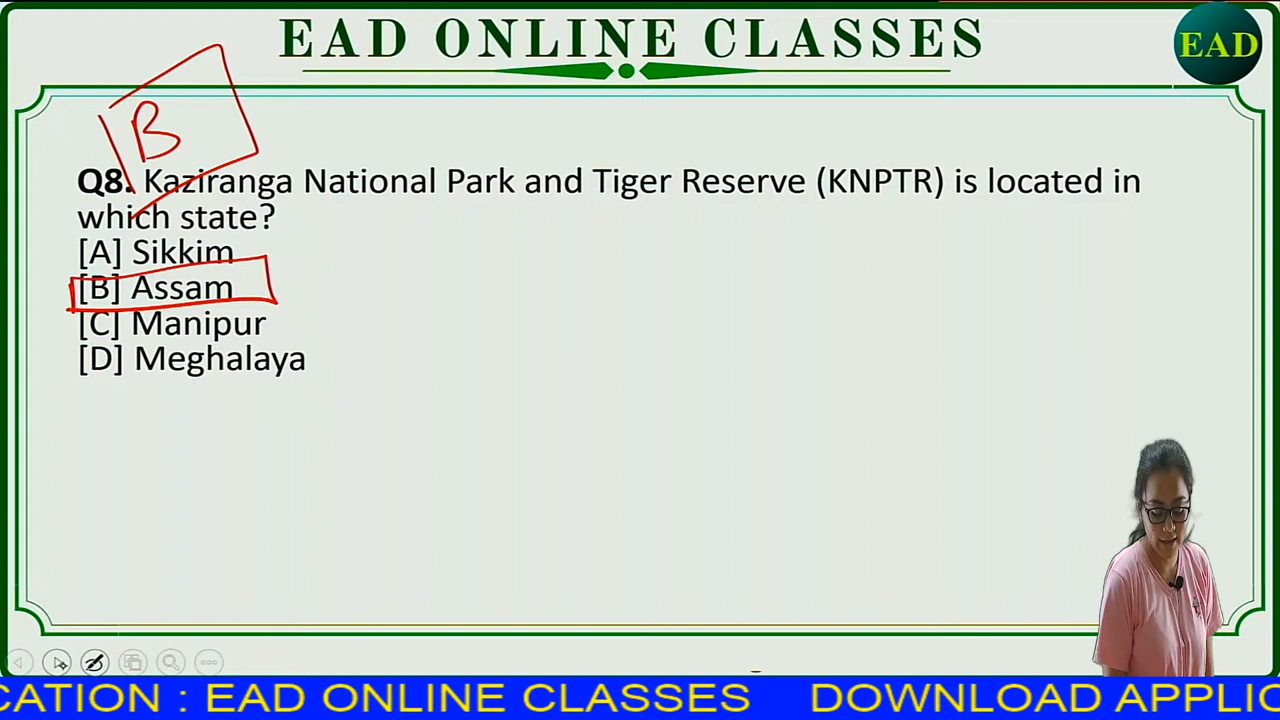 EAD ONLINE CLASSES
EAD
B
Q8. Kaziranga National Park and Tiger Reserve (KNPTR) is located in
which state?
[A] Sikkim
[B] Assam
[C] Manipur
[D] Meghalaya
CATION : EAD ONLINE CLASSES DOWNLOAD APPLIC